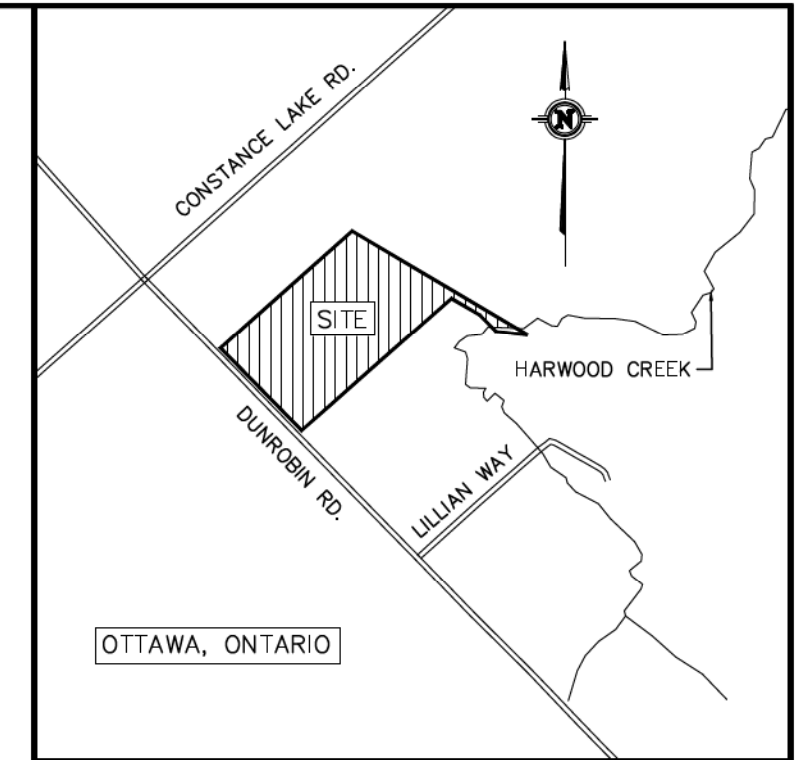 CONSTANCE LAKE RD.
N
SITE
HARWOOD CREEK
DUNROBIN RD.
LILLIAN WAY
OTTAWA, ONTARIO